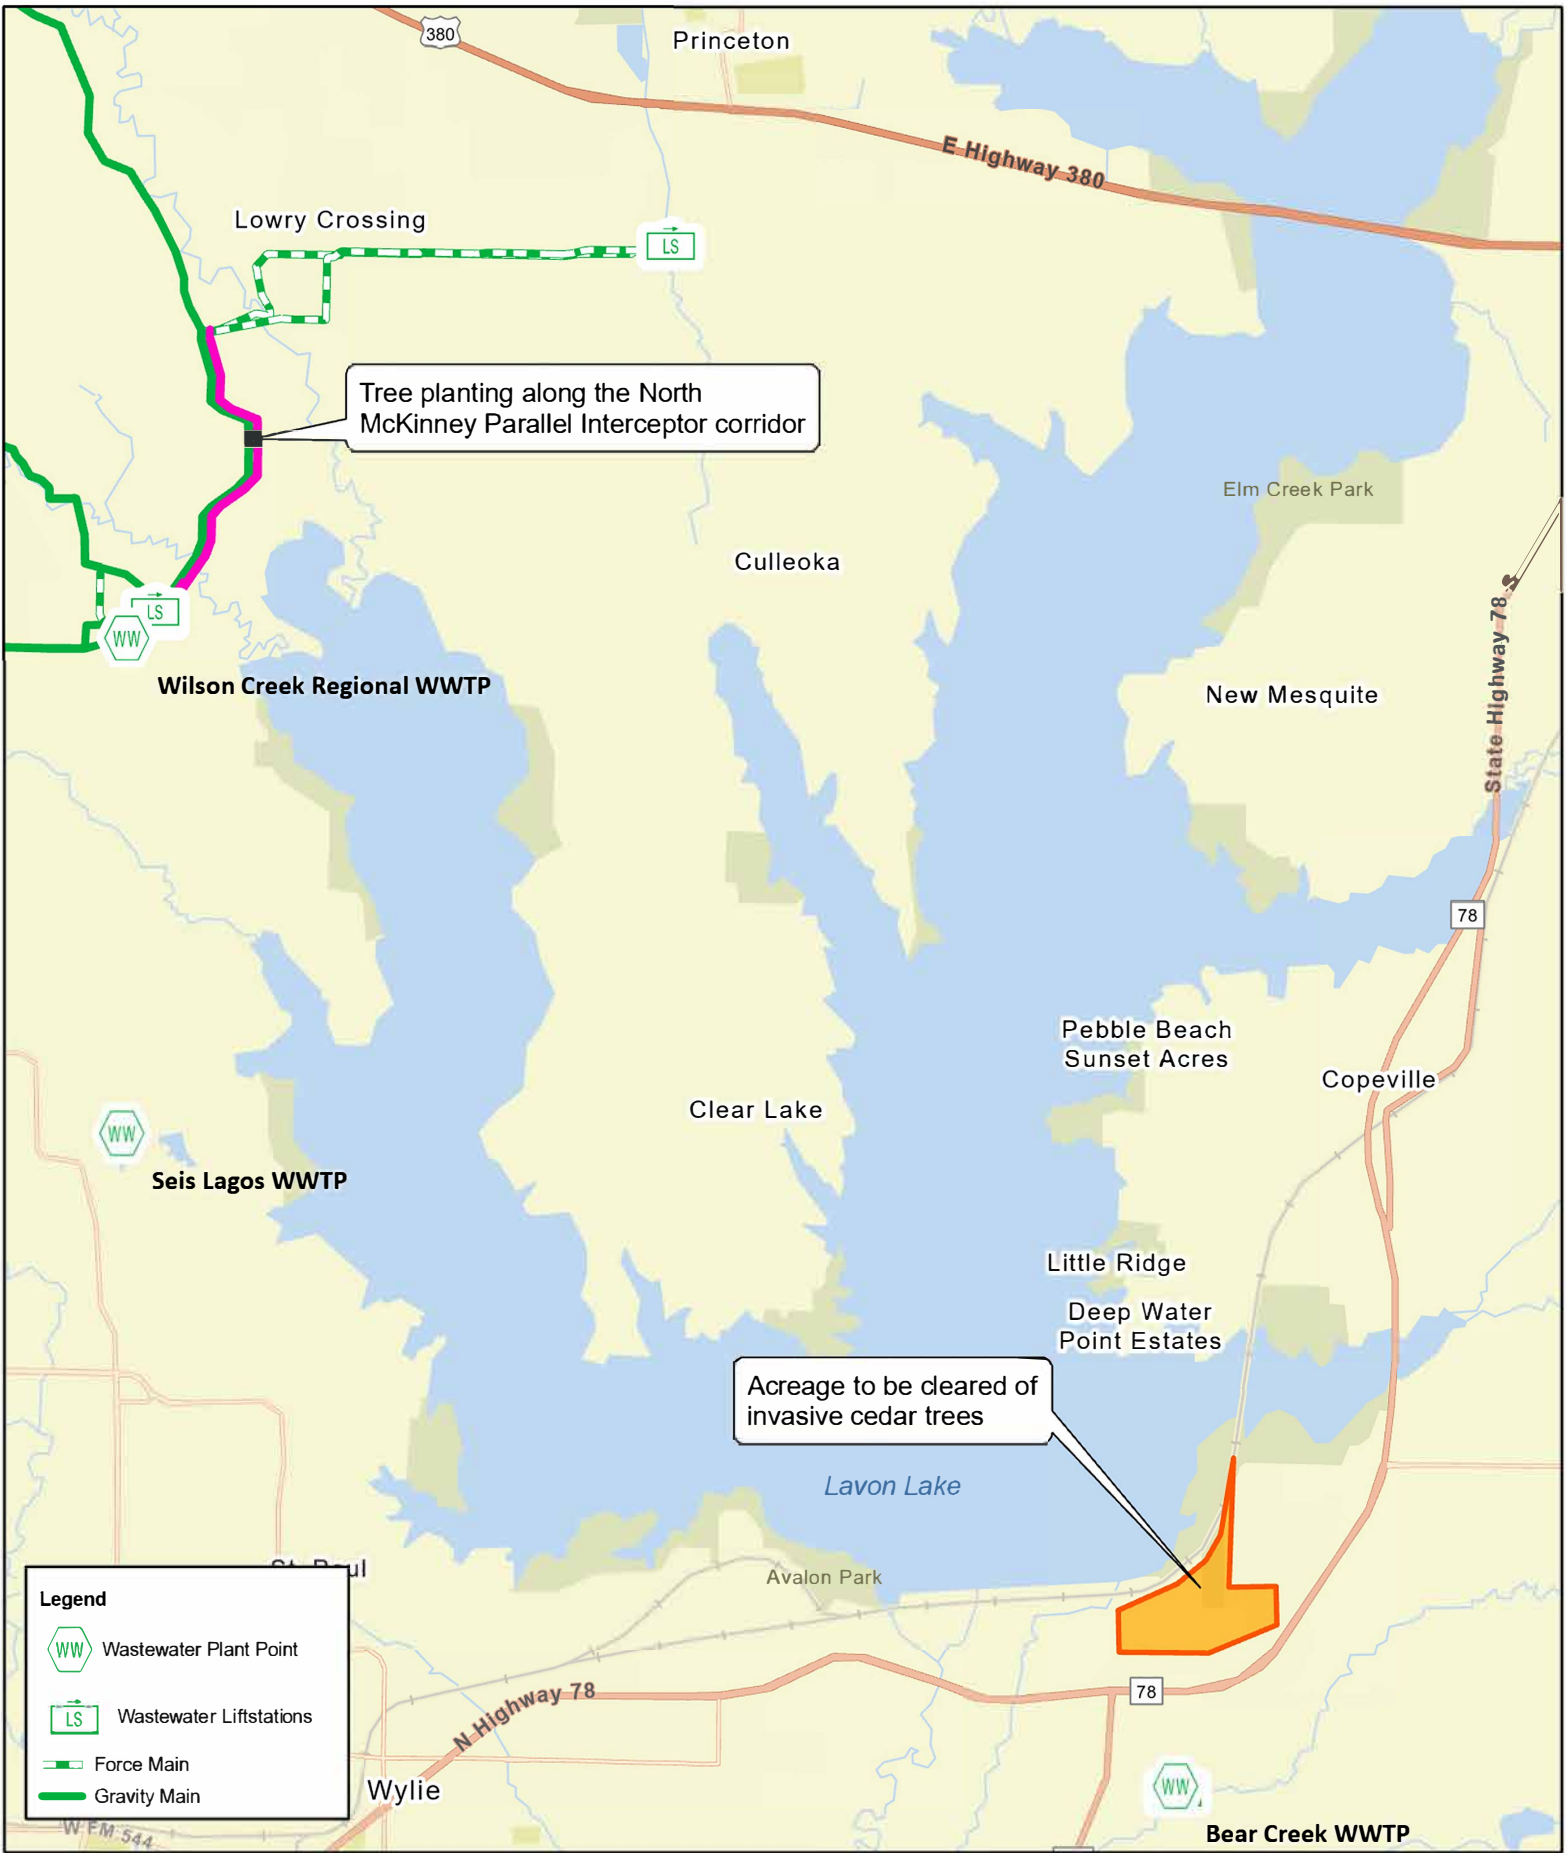 380
Princeton
E Highway 380
Lowry Crossing
LS
Tree planting along the North
McKinney Parallel Interceptor corridor
Elm Creek Park
Culleoka
State Highway 78 S
LS
WW
Wilson Creek Regional WWTP
New Mesquite
78
Pebble Beach
Sunset Acres
Copeville
Clear Lake
WW
Seis Lagos WWTP
Little Ridge
Deep Water
Point Estates
Acreage to be cleared of
invasive cedar trees
Lavon Lake
St. Paul
Avalon Park
Legend
WW Wastewater Plant Point
LS Wastewater Liftstations
Force Main
Gravity Main
N Highway 78
78
Wylie
WW
W FM 544
Bear Creek WWTP